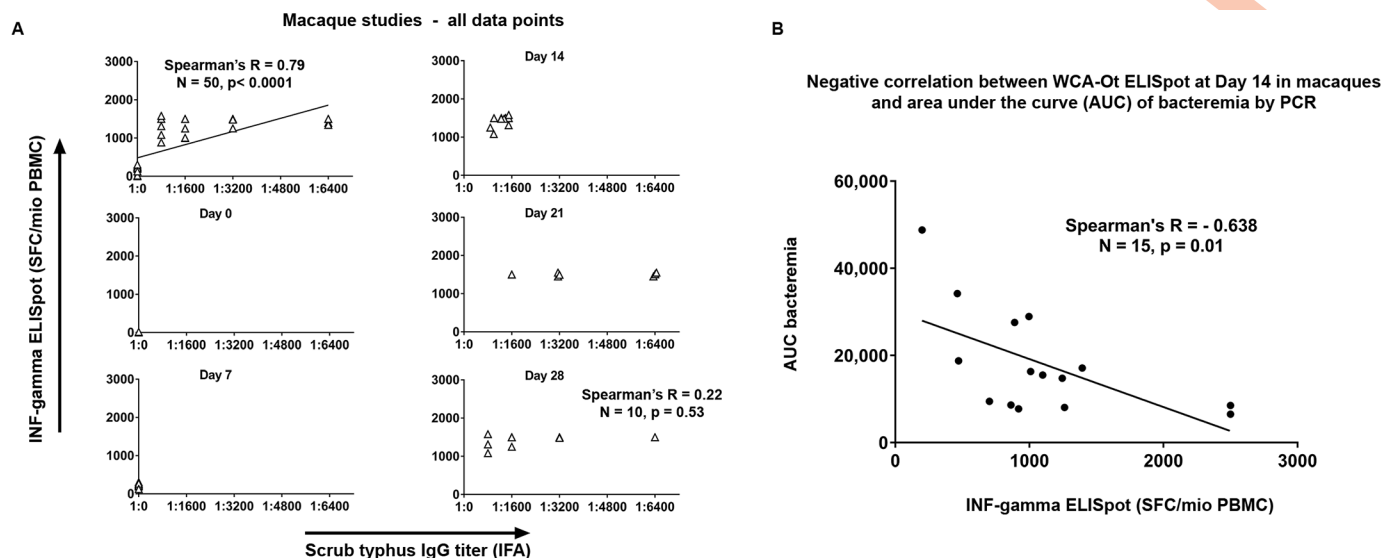 Macaque studies - all data points
A
INF-gamma ELISpot (SFC/mio PBMC)
Spearman's R = 0.79
N = 50, p< 0.0001
3000
2000
1000
0
1:0 1:1600 1:3200 1:4800 1:6400
Day 14
3000
2000
1000
0
1:0 1:1600 1:3200 1:4800 1:6400
Day 0
3000
2000
1000
0
1:0 1:1600 1:3200 1:4800 1:6400
Day 21
3000
2000
1000
0
1:0 1:1600 1:3200 1:4800 1:6400
Day 7
3000
2000
1000
0
1:0 1:1600 1:3200 1:4800 1:6400
Day 28
Spearman's R = 0.22
N = 10, p = 0.53
3000
2000
1000
0
1:0 1:1600 1:3200 1:4800 1:6400
Scrub typhus IgG titer (IFA)
B
Negative correlation between WCA-Ot ELISpot at Day 14 in macaques
and area under the curve (AUC) of bacteremia by PCR
AUC bacteremia
60,000
40,000
20,000
0
Spearman's R = - 0.638
N = 15, p = 0.01
0 1000 2000 3000
INF-gamma ELISpot (SFC/mio PBMC)